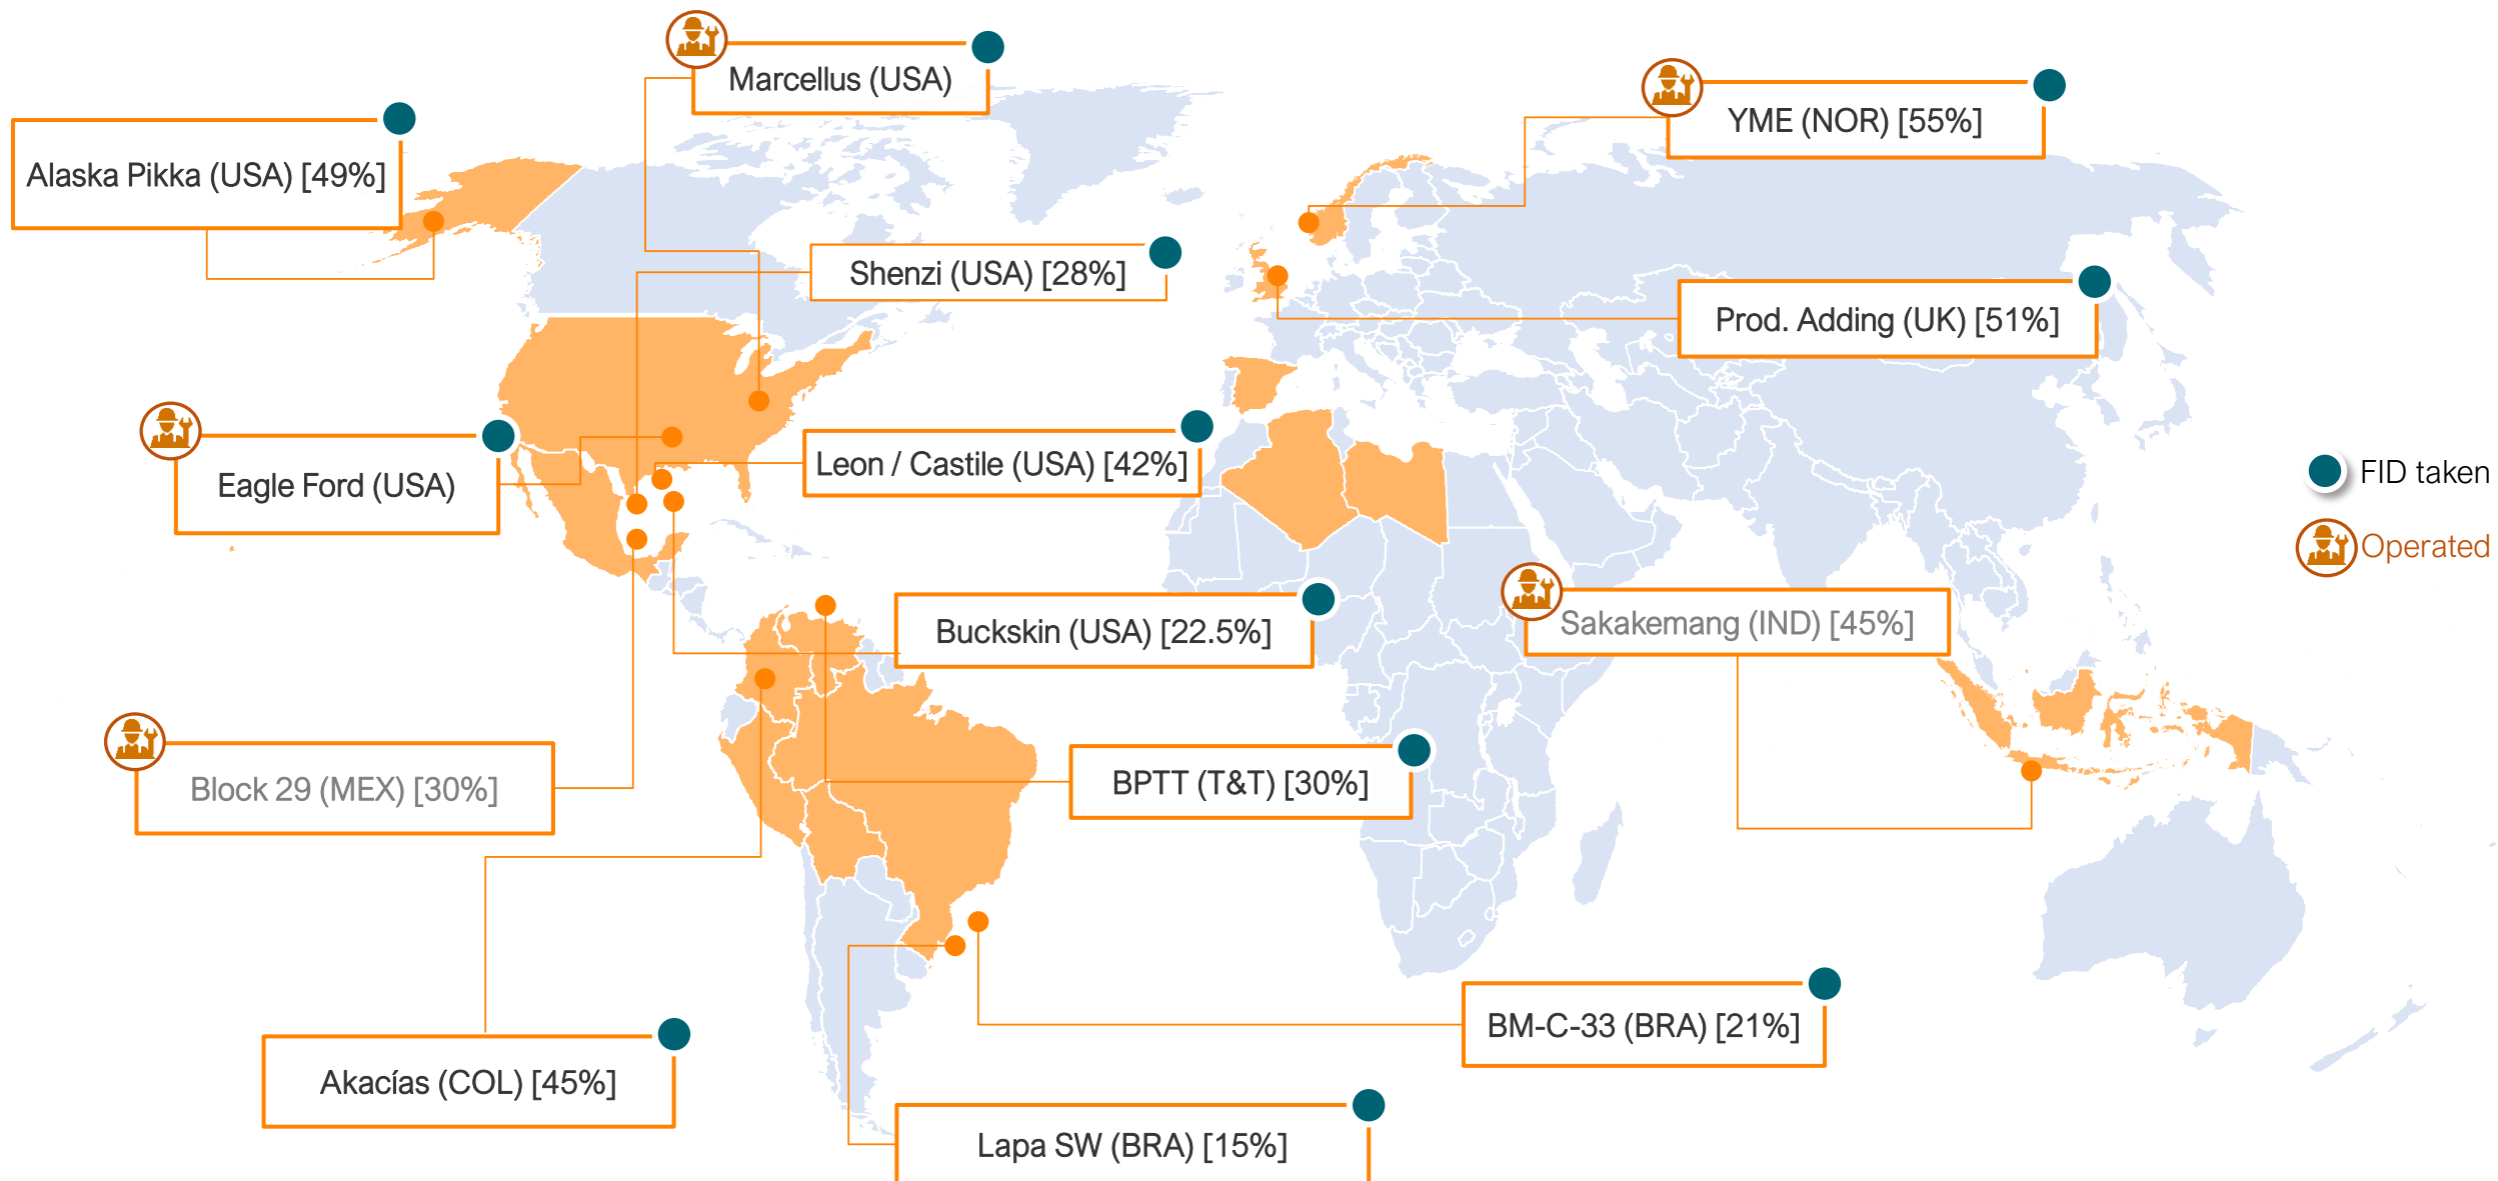 Marcellus (USA)
YME (NOR) [55%]
Alaska Pikka (USA) [49%]
Shenzi (USA) [28%]
Prod. Adding (UK) [51%]
Leon / Castile (USA) [42%]
FID taken
Eagle Ford (USA)
Operated
Buckskin (USA) [22.5%]
Sakakemang (IND) [45%]
Block 29 (MEX) [30%]
BPTT (T&T) [30%]
BM-C-33 (BRA) [21%]
Akacías (COL) [45%]
Lapa SW (BRA) [15%]